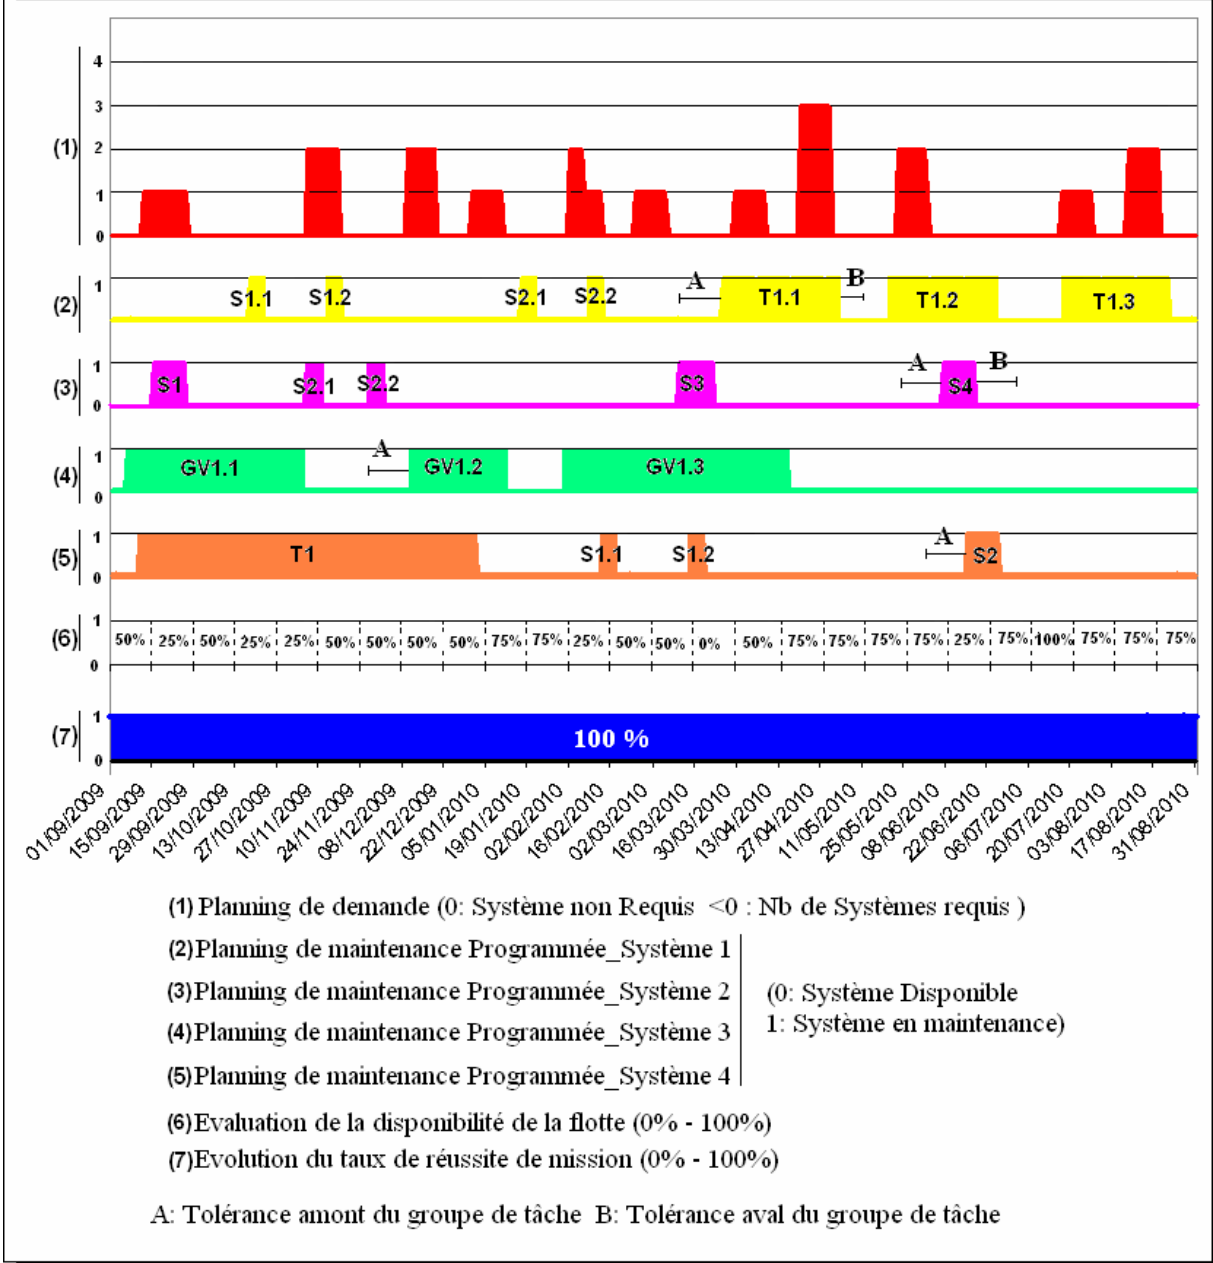 4
3
(1)
2
1
0
1
A
B
(2)
S1.1
S1.2
S2.1
S2.2
T1.1
T1.2
T1.3
1
A
B
(3)
S1
S2.1
S2.2
S3
S4
0
1
A
(4)
GV1.1
GV1.2
GV1.3
0
1
A
(5)
T1
S1.1
S1.2
S2
0
1
(6)
50% 25% 50% 25% 25% 50% 50% 50% 50% 75% 75% 25% 50% 50% 0% 50% 75% 75% 75% 75% 25% 75% 100% 75% 75% 75%
0
1
(7)
100 %
0
01/09/2009
15/09/2009
29/09/2009
13/10/2009
27/10/2009
10/11/2009
24/11/2009
08/12/2009
22/12/2009
05/01/2010
19/01/2010
02/02/2010
16/02/2010
02/03/2010
16/03/2010
30/03/2010
13/04/2010
27/04/2010
11/05/2010
25/05/2010
08/06/2010
22/06/2010
06/07/2010
20/07/2010
03/08/2010
17/08/2010
31/08/2010
(1) Planning de demande (0: Système non Requis <0 : Nb de Systèmes requis )
(2)Planning de maintenance Programmée_Système 1
(3)Planning de maintenance Programmée_Système 2
(0: Système Disponible
(4)Planning de maintenance Programmée_Système 3
1: Système en maintenance)
(5)Planning de maintenance Programmée_Système 4
(6)Evaluation de la disponibilité de la flotte (0% - 100%)
(7)Evolution du taux de réussite de mission (0% - 100%)
A: Tolérance amont du groupe de tâche B: Tolérance aval du groupe de tâche